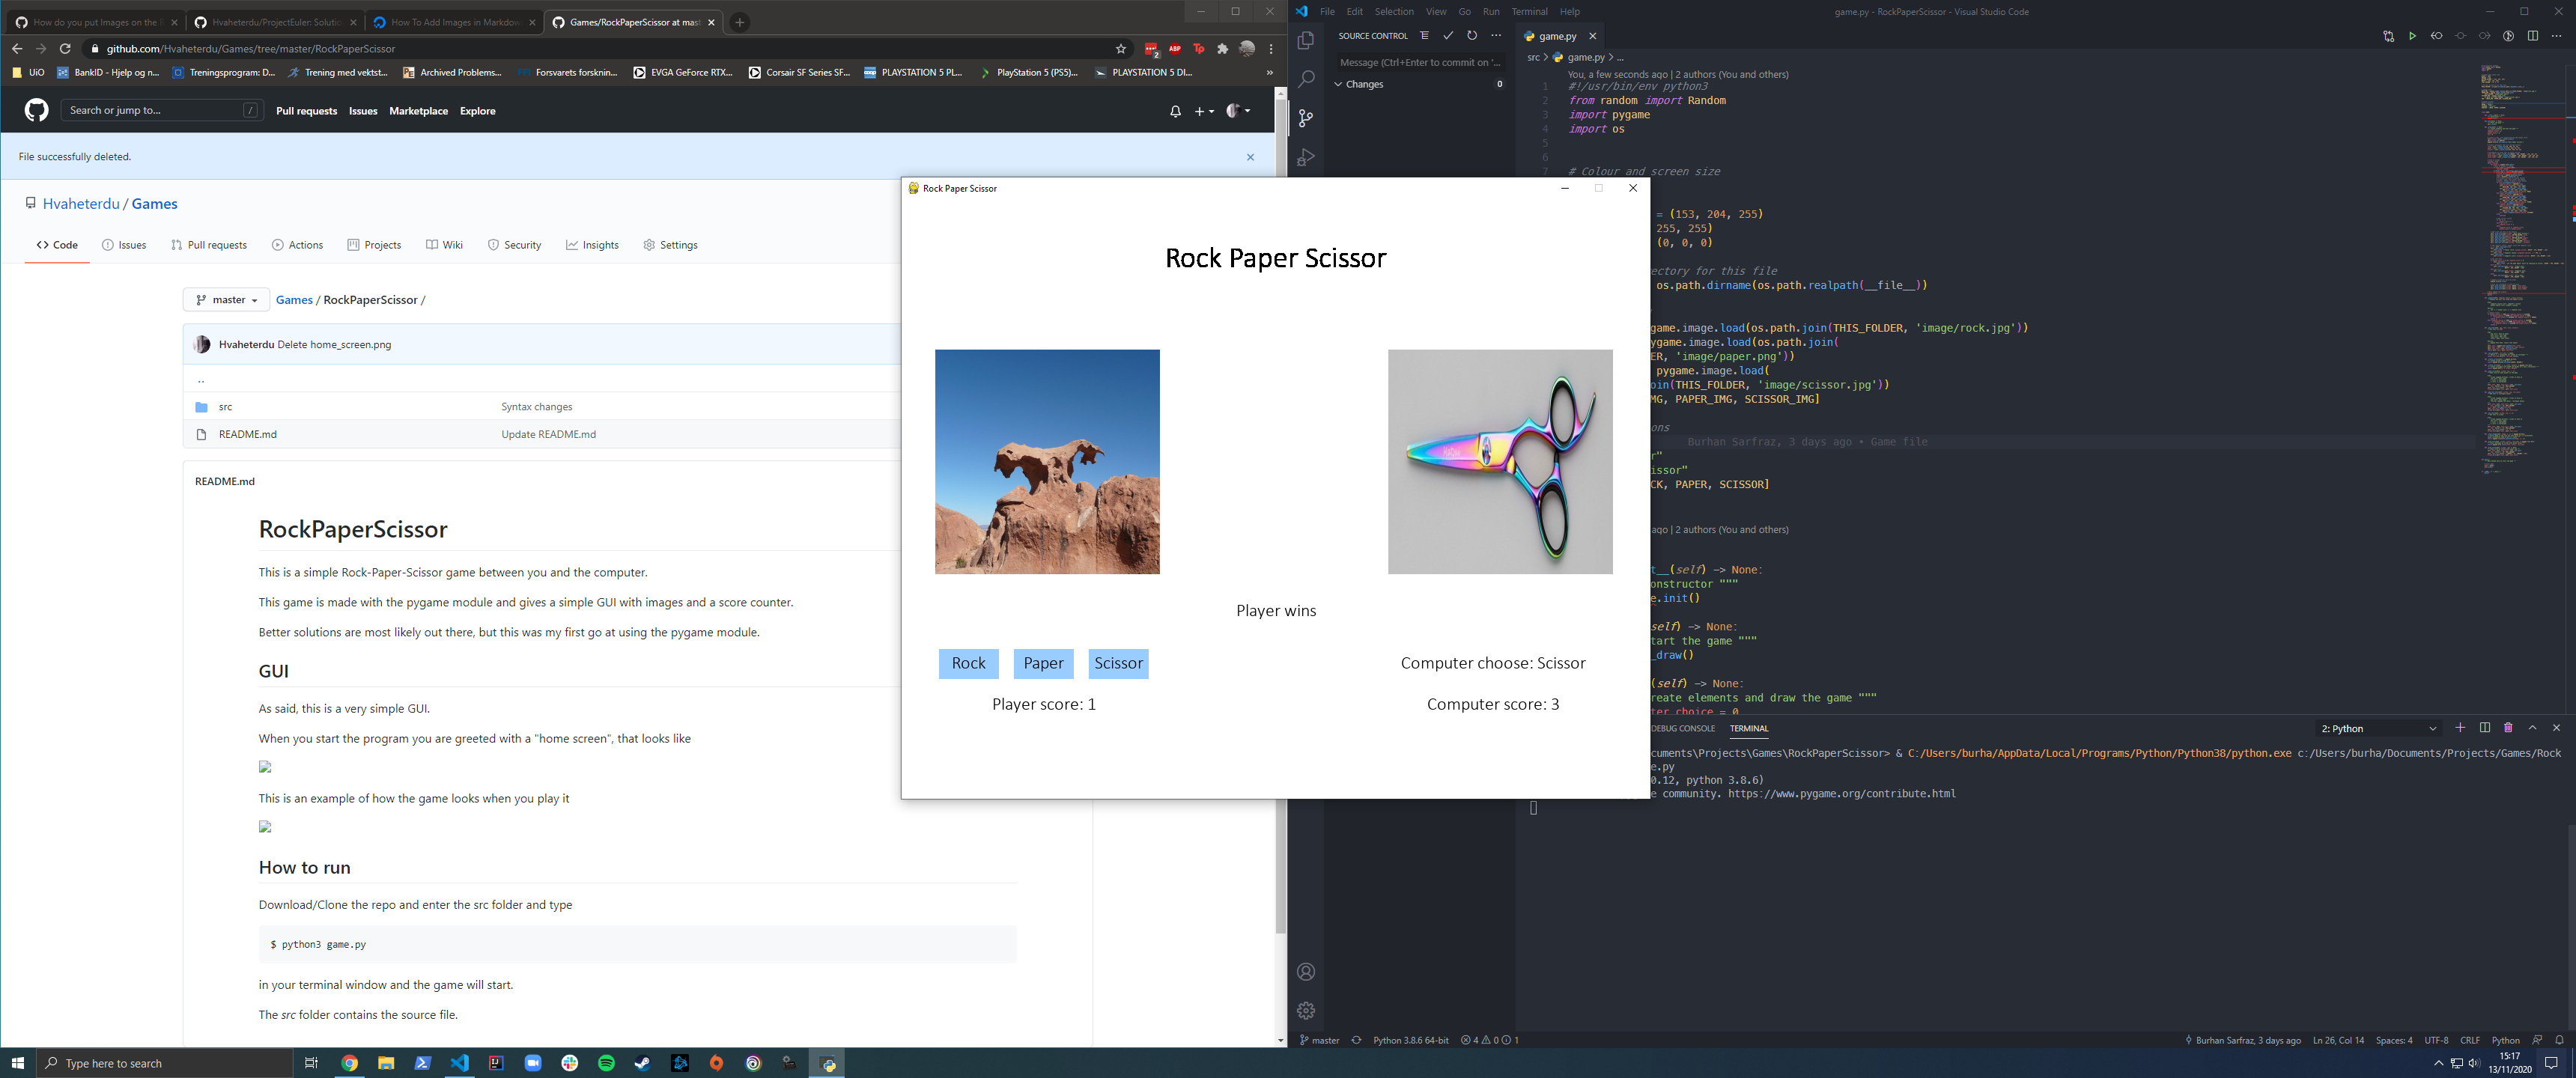 How do you put Images on the
Hvaheterdu/ProjectEuler: Solution
How To Add Images in Markdow
Games/RockPaperScissor at mast
github.com/Hvaheterdu/Games/tree/master/RockPaperScissor
UiO
BankID - Hjelp og n...
Treningsprogram: D...
Trening med vektst...
Archived Problems...
Forsvarets forsknin...
EVGA GeForce RTX...
Corsair SF Series SF...
PLAYSTATION 5 PL...
PlayStation 5 (PS5)...
PLAYSTATION 5 DI...
»
Search or jump to...
/
Pull requests
Issues
Marketplace
Explore
File successfully deleted.
Hvaheterdu / Games
Code
Issues
Pull requests
Actions
Projects
Wiki
Security
Insights
Settings
master
Games / RockPaperScissor /
Hvaheterdu Delete home_screen.png
..
src
Syntax changes
README.md
Update README.md
README.md
RockPaperScissor
This is a simple Rock-Paper-Scissor game between you and the computer.
This game is made with the pygame module and gives a simple GUI with images and a score counter.
Better solutions are most likely out there, but this was my first go at using the pygame module.
GUI
As said, this is a very simple GUI.
When you start the program you are greeted with a "home screen", that looks like
This is an example of how the game looks when you play it
How to run
Download/Clone the repo and enter the src folder and type
$ python3 game.py
in your terminal window and the game will start.
The src folder contains the source file.
Rock Paper Scissor
Rock Paper Scissor
Player wins
Rock
Paper
Scissor
Computer choose: Scissor
Player score: 1
Computer score: 3
File
Edit
Selection
View
Go
Run
Terminal
Help
game.py - RockPaperScissor - Visual Studio Code
SOURCE CONTROL
Message (Ctrl+Enter to commit on '...
Changes
0
game.py
src > game.py > ...
You, a few seconds ago | 2 authors (You and others)
1 #!/usr/bin/env python3
2 from random import Random
3 import pygame
4 import os
5
6
7 # Colour and screen size
= (153, 204, 255)
255, 255)
(0, 0, 0)
ectory for this file
os.path.dirname(os.path.realpath(__file__))
game.image.load(os.path.join(THIS_FOLDER, 'image/rock.jpg'))
ygame.image.load(os.path.join(
ER, 'image/paper.png'))
pygame.image.load(
oin(THIS_FOLDER, 'image/scissor.jpg'))
MG, PAPER_IMG, SCISSOR_IMG]
ons
Burhan Sarfraz, 3 days ago • Game file
r"
issor"
CK, PAPER, SCISSOR]
ago | 2 authors (You and others)
t__(self) -> None:
onstructor """
e.init()
self) -> None:
tart the game """
_draw()
(self) -> None:
reate elements and draw the game """
ter_choice = 0
DEBUG CONSOLE
TERMINAL
2: Python
cuments\Projects\Games\RockPaperScissor> & C:/Users/burha/AppData/Local/Programs/Python/Python38/python.exe c:/Users/burha/Documents/Projects/Games/Rock
e.py
0.12, python 3.8.6)
e community. https://www.pygame.org/contribute.html
master
Python 3.8.6 64-bit
4
0
1
Burhan Sarfraz, 3 days ago
Ln 26, Col 14
Spaces: 4
UTF-8
CRLF
Python
Type here to search
15:17
13/11/2020